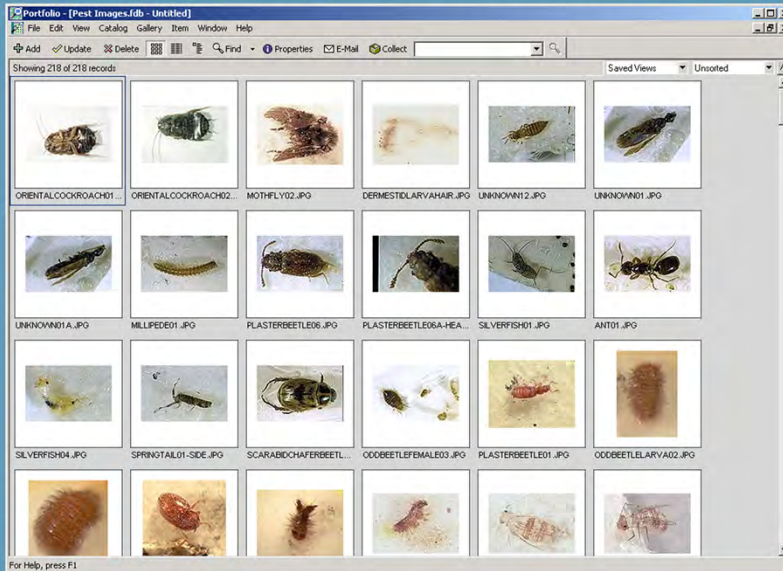 Portfolio - [Pest Images.fdb - Untitled]
File Edit View Catalog Gallery Item Window Help
Add Update Delete Find Properties E-Mail Collect
Showing 218 of 218 records Saved Views Unsorted
ORIENTALCOCKROACH01... ORIENTALCOCKROACH02... MOTHFLY02.JPG DERMESTIDLARVAHAIR.JPG UNKNOWN12.JPG UNKNOWN01.JPG
UNKNOWN01A.JPG MILLIPEDE01.JPG PLASTERBEETLE06.JPG PLASTERBEETLE06A-HEA... SILVERFISH01.JPG ANT01.JPG
SILVERFISH04.JPG SPRINGTAIL01-SIDE.JPG SCARABIDCHAFERBEETL... ODDBEETLEFEMALE03.JPG PLASTERBEETLE01.JPG ODDBEETLELARVA02.JPG
For Help, press F1